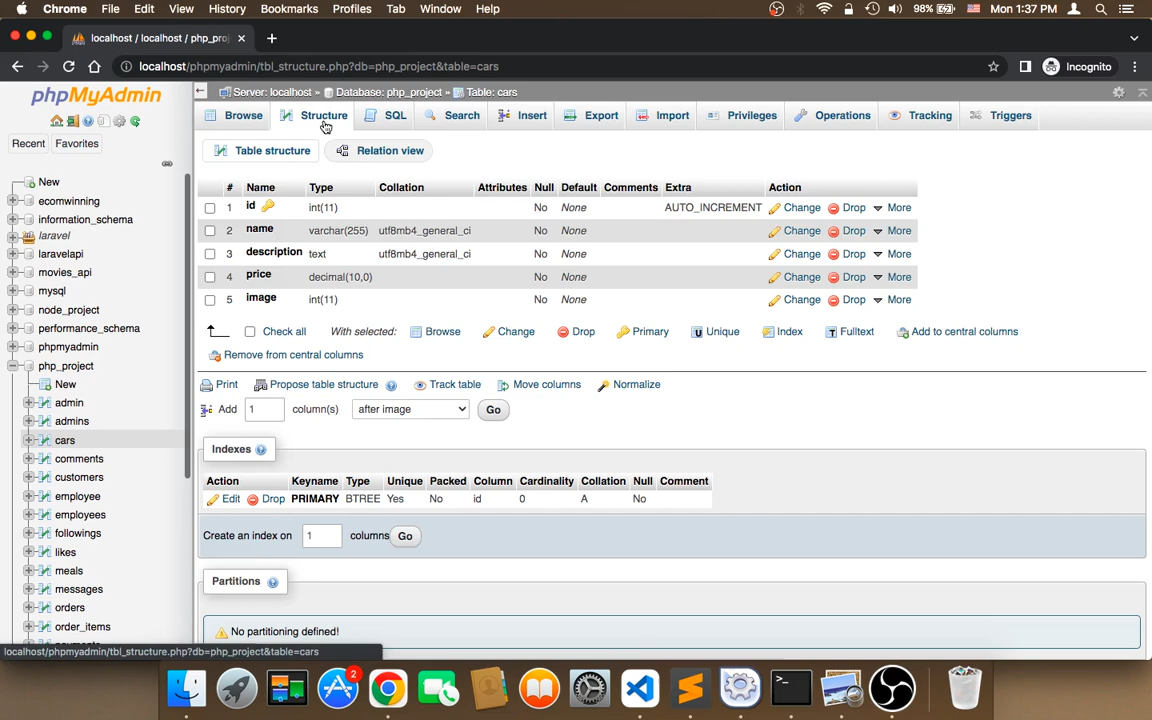 Chrome File Edit View History Bookmarks Profiles Tab Window Help 98% Mon 1:37 PM
localhost / localhost / php_proj
localhost/phpmyadmin/tbl_structure.php?db=php_project&table=cars Incognito
phpMyAdmin
Recent Favorites
New
ecomwinning
information_schema
laravel
laravelapi
movies_api
mysql
node_project
performance_schema
phpmyadmin
php_project
New
admin
admins
cars
comments
customers
employee
employees
followings
likes
meals
messages
orders
order_items
Server: localhost » Database: php_project » Table: cars
Browse Structure SQL Search Insert Export Import Privileges Operations Tracking Triggers
Table structure Relation view
# Name Type Collation Attributes Null Default Comments Extra Action
1 id int(11) No None AUTO_INCREMENT Change Drop More
2 name varchar(255) utf8mb4_general_ci No None Change Drop More
3 description text utf8mb4_general_ci No None Change Drop More
4 price decimal(10,0) No None Change Drop More
5 image int(11) No None Change Drop More
Check all With selected: Browse Change Drop Primary Unique Index Fulltext Add to central columns
Remove from central columns
Print Propose table structure Track table Move columns Normalize
Add 1 column(s) after image Go
Indexes
Action Keyname Type Unique Packed Column Cardinality Collation Null Comment
Edit Drop PRIMARY BTREE Yes No id 0 A No
Create an index on 1 columns Go
Partitions
No partitioning defined!
localhost/phpmyadmin/tbl_structure.php?db=php_project&table=cars
2